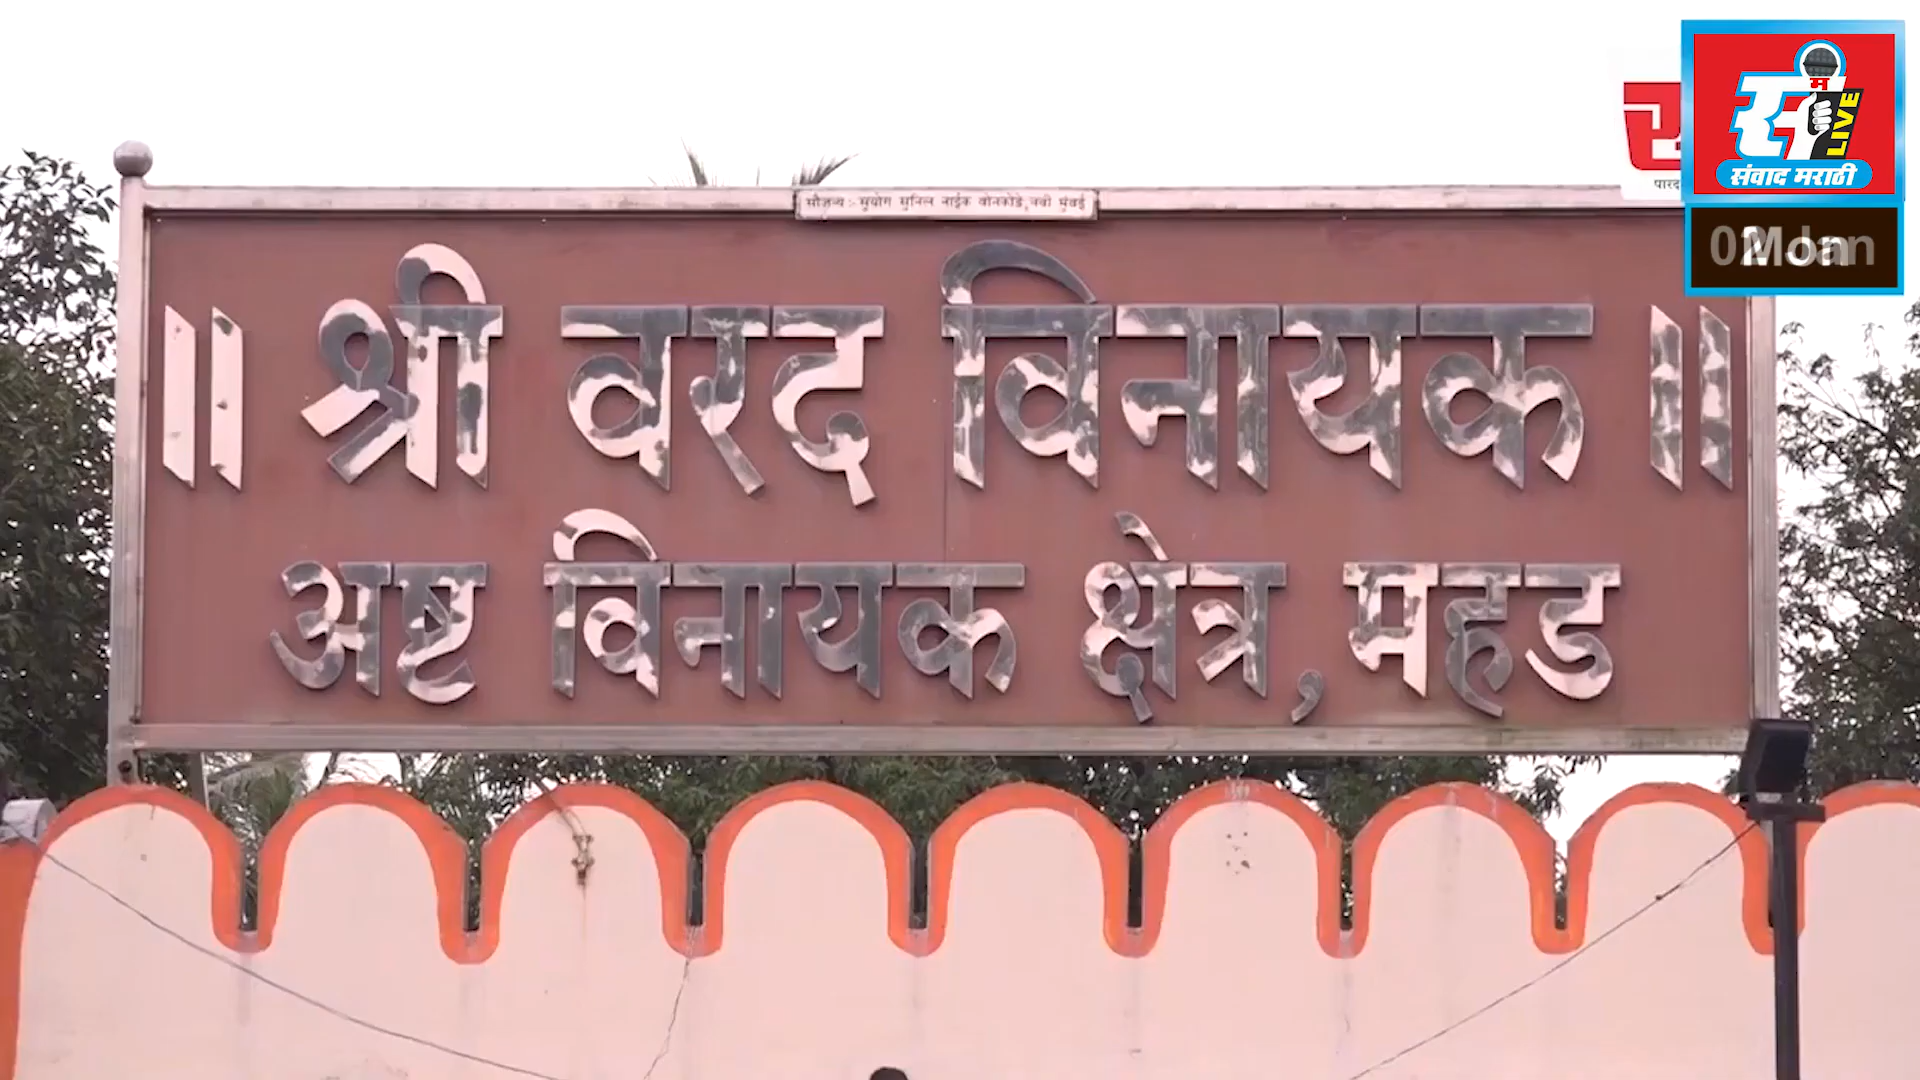 सौजन्य :- सुयोग सुनिल नाईक बोनकोडे, नवी मुंबई
॥ श्री वरद विनायक ॥
अष्ट विनायक क्षेत्र, महड
LIVE
संवाद मराठी